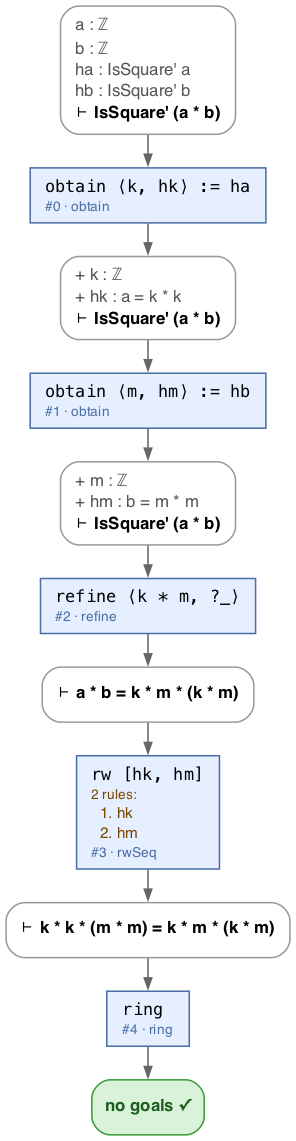 a : ℤ
b : ℤ
ha : IsSquare' a
hb : IsSquare' b
⊢ IsSquare' (a * b)
obtain ⟨k, hk⟩ := ha
#0 · obtain
+ k : ℤ
+ hk : a = k * k
⊢ IsSquare' (a * b)
obtain ⟨m, hm⟩ := hb
#1 · obtain
+ m : ℤ
+ hm : b = m * m
⊢ IsSquare' (a * b)
refine ⟨k * m, ?_⟩
#2 · refine
⊢ a * b = k * m * (k * m)
rw [hk, hm]
2 rules:
1. hk
2. hm
#3 · rwSeq
⊢ k * k * (m * m) = k * m * (k * m)
ring
#4 · ring
no goals ✓